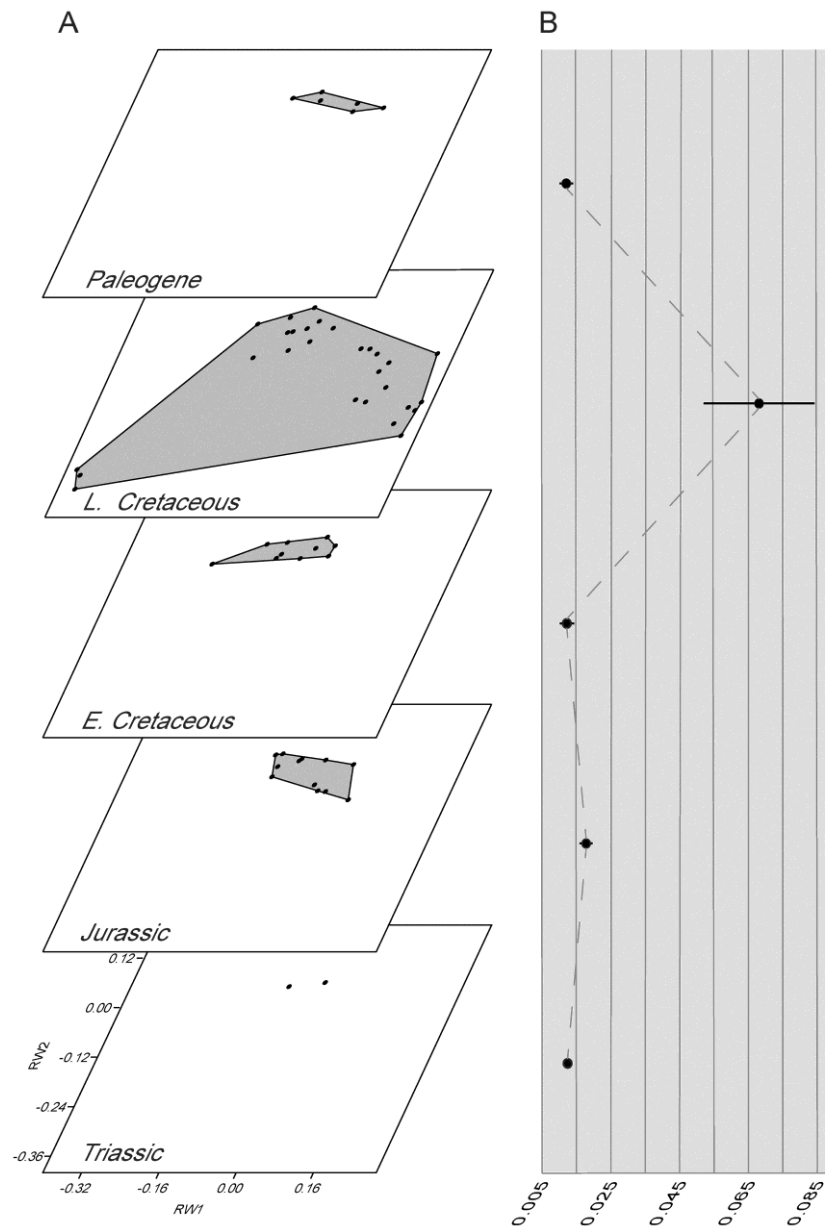 A B
Paleogene
L. Cretaceous
E. Cretaceous
Jurassic
0.12
0.00
-0.12
-0.24
-0.36
RW2
Triassic
-0.32 -0.16 0.00 0.16
RW1
0.005 0.025 0.045 0.065 0.085